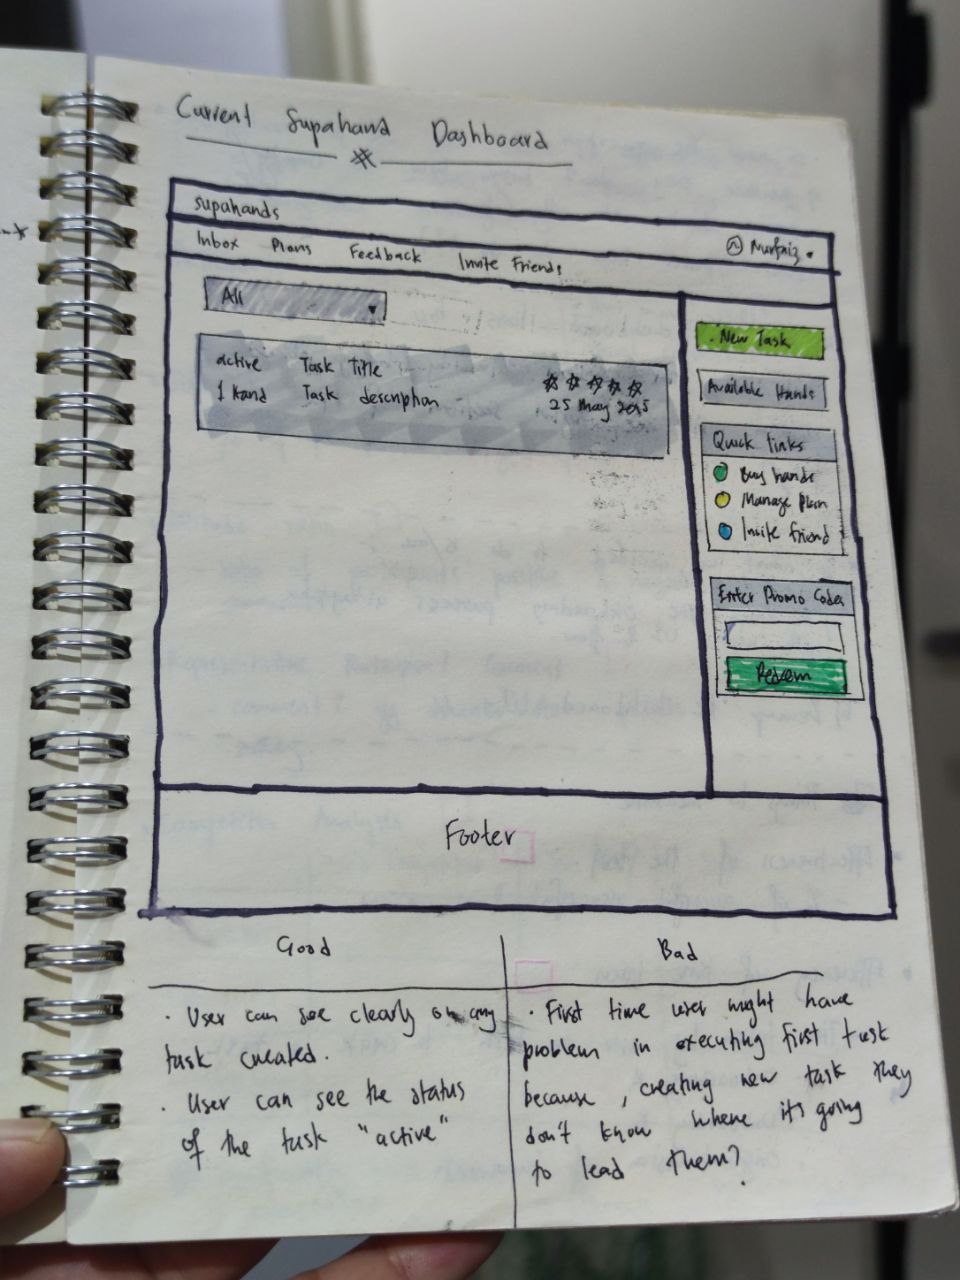 Current Supahand Dashboard
supahands
Inbox Plans Feedback Invite Friends Nurfaiz
All
active Task Title
1 hand Task description
25 May 2015
New Task
Available Hands
Quick Links
Buy hands
Manage Plan
Invite friend
Enter Promo Codes
Redeem
Footer
Good
· User can see clearly on any
task created.
· User can see the status
of the task "active"
Bad
· First time user might have
problem in executing first task
because, creating new task they
don't know where it's going
to lead them?